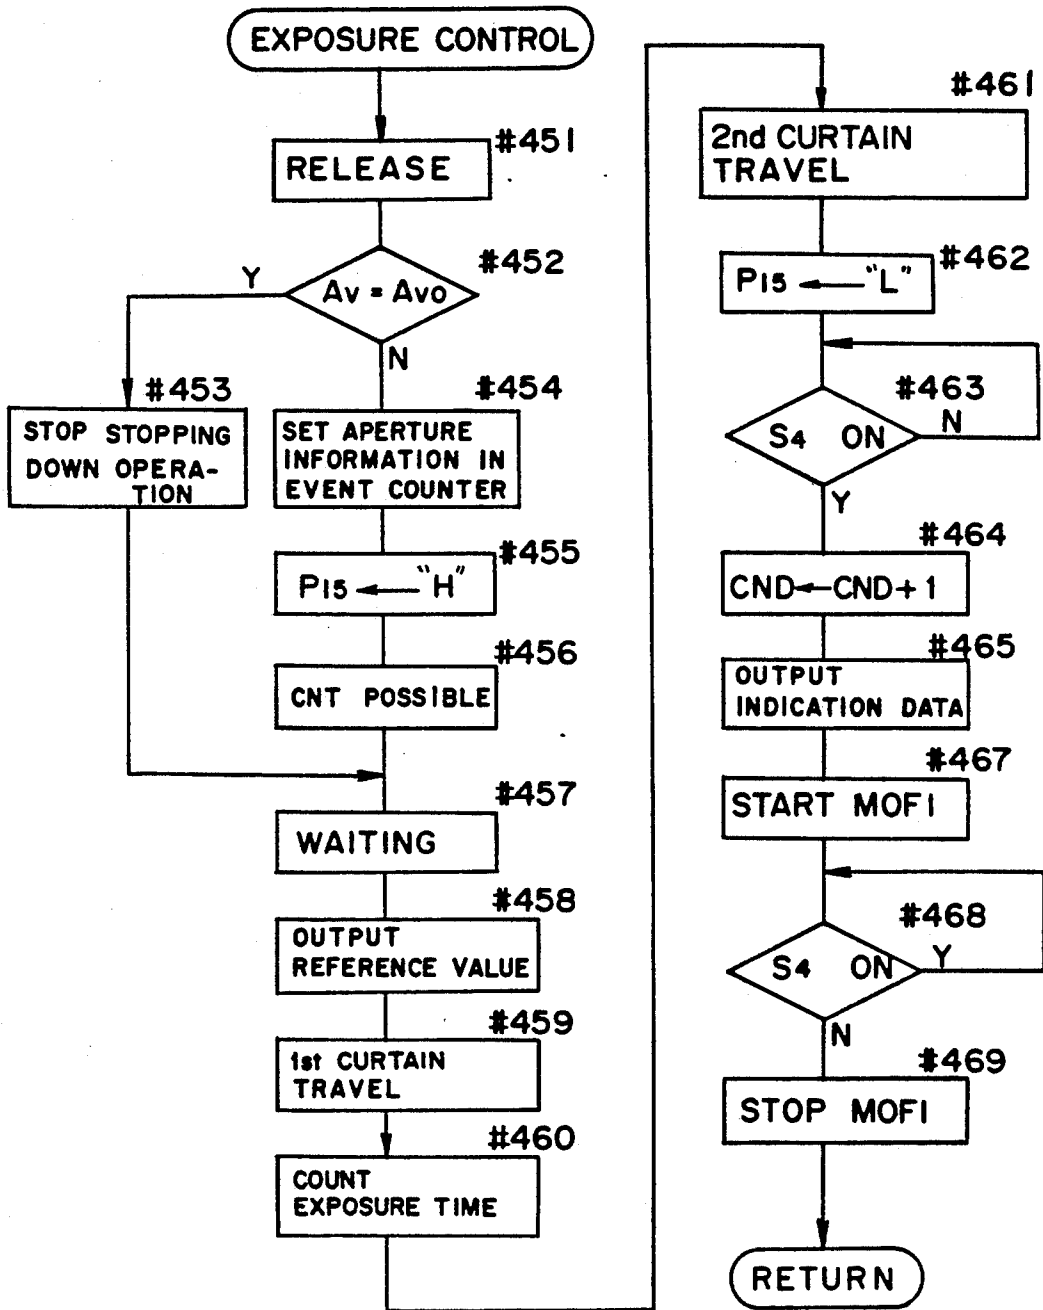 EXPOSURE CONTROL
#451
RELEASE
#452
Y
Av = Avo
N
#453
STOP STOPPING
DOWN OPERA-
TION
#454
SET APERTURE
INFORMATION IN
EVENT COUNTER
#455
P15 ← "H"
#456
CNT POSSIBLE
#457
WAITING
#458
OUTPUT
REFERENCE VALUE
#459
1st CURTAIN
TRAVEL
#460
COUNT
EXPOSURE TIME
#461
2nd CURTAIN
TRAVEL
#462
P15 ← "L"
#463
S4 ON
N
Y
#464
CND←CND+1
#465
OUTPUT
INDICATION DATA
#467
START MOF1
#468
S4 ON
Y
N
#469
STOP MOF1
RETURN